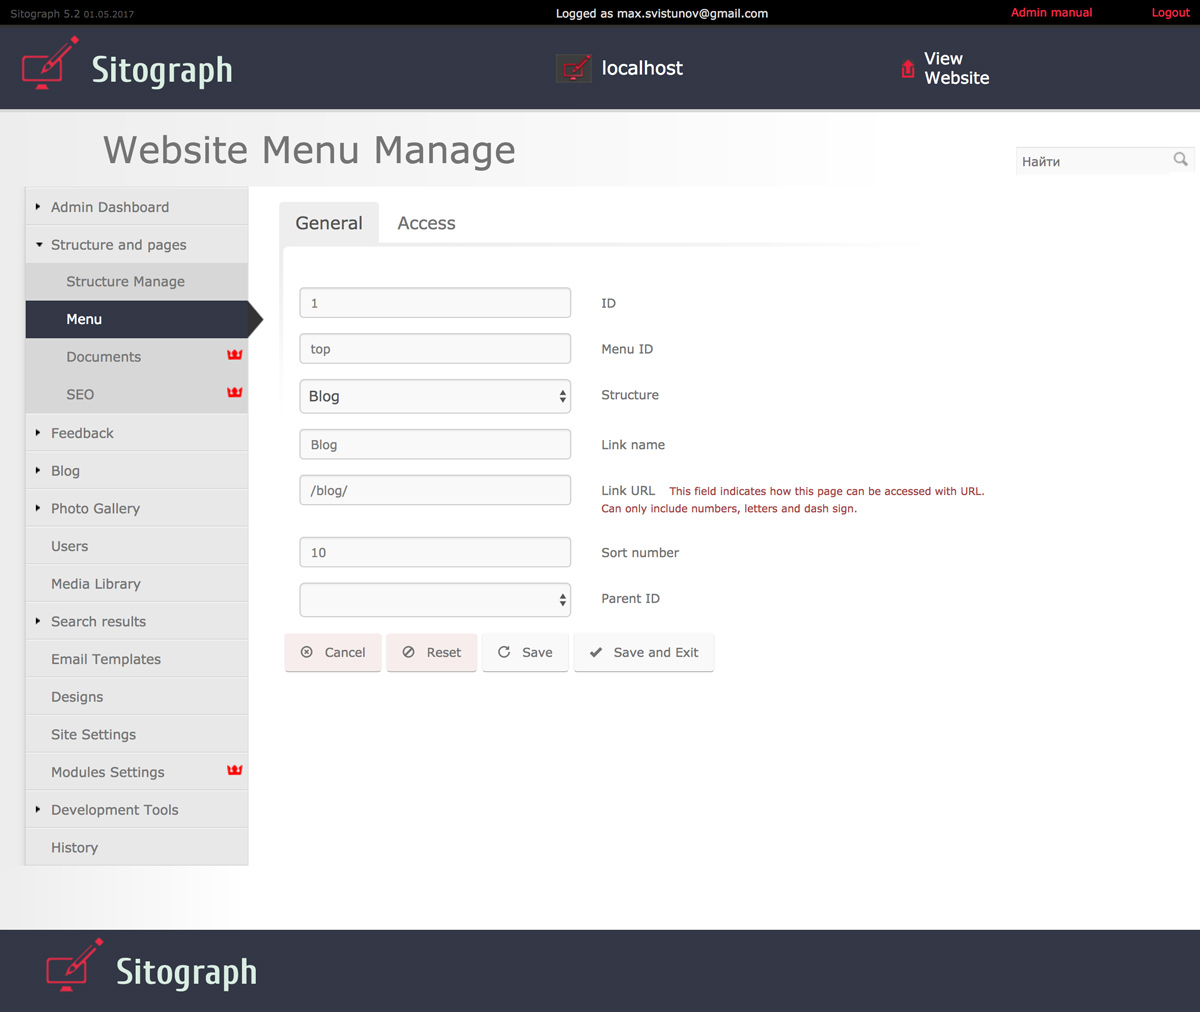 Sitograph 5.2 01.05.2017
Logged as max.svistunov@gmail.com
Admin manual
Logout
Sitograph
localhost
View
Website
Website Menu Manage
Найти
Admin Dashboard
Structure and pages
Structure Manage
Menu
Documents
SEO
Feedback
Blog
Photo Gallery
Users
Media Library
Search results
Email Templates
Designs
Site Settings
Modules Settings
Development Tools
History
General
Access
1
ID
top
Menu ID
Blog
Structure
Blog
Link name
/blog/
Link URL This field indicates how this page can be accessed with URL.
Can only include numbers, letters and dash sign.
10
Sort number
Parent ID
Cancel
Reset
Save
Save and Exit
Sitograph